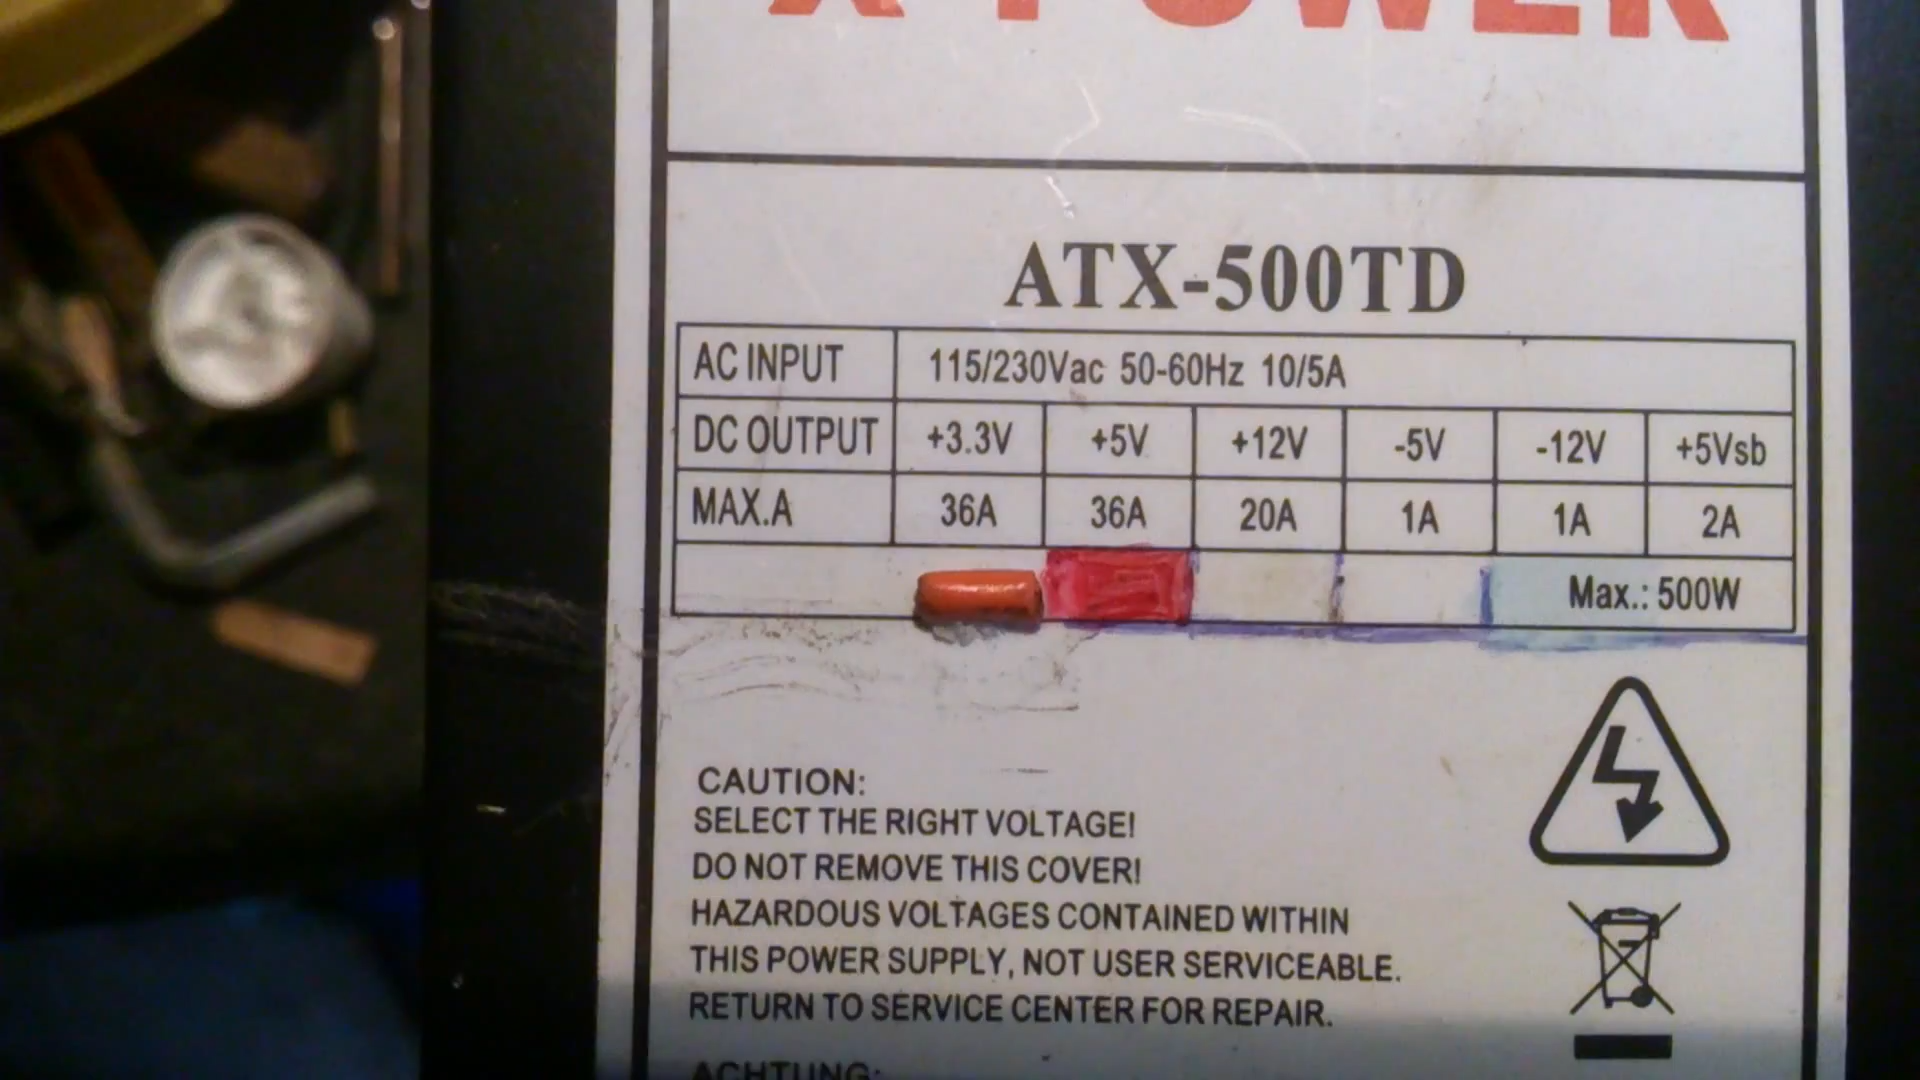 X-POWER
ATX-500TD
AC INPUT 115/230Vac 50-60Hz 10/5A
DC OUTPUT +3.3V +5V +12V -5V -12V +5Vsb
MAX.A 36A 36A 20A 1A 1A 2A
Max.: 500W
CAUTION:
SELECT THE RIGHT VOLTAGE!
DO NOT REMOVE THIS COVER!
HAZARDOUS VOLTAGES CONTAINED WITHIN
THIS POWER SUPPLY, NOT USER SERVICEABLE.
RETURN TO SERVICE CENTER FOR REPAIR.
ACHTUNG: